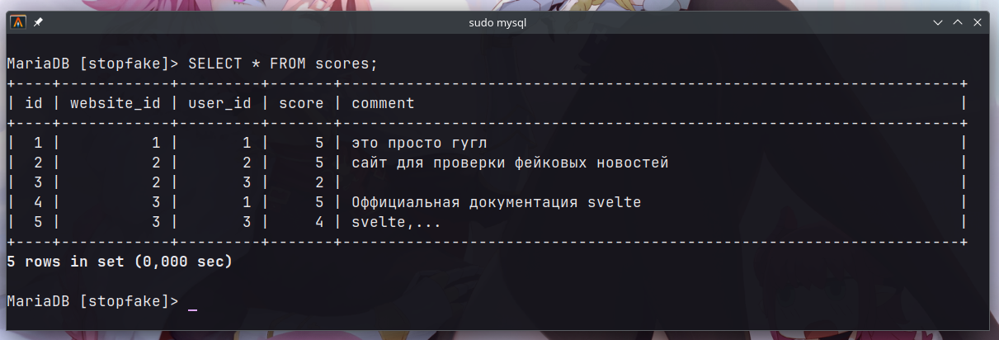 sudo mysql
MariaDB [stopfake]> SELECT * FROM scores;
+----+------------+---------+-------+--------------------------------------------------------------------+
| id | website_id | user_id | score | comment                                                            |
+----+------------+---------+-------+--------------------------------------------------------------------+
|  1 |          1 |       1 |     5 | это просто гугл                                                    |
|  2 |          2 |       2 |     5 | сайт для проверки фейковых новостей                                |
|  3 |          2 |       3 |     2 |                                                                    |
|  4 |          3 |       1 |     5 | Оффициальная документация svelte                                   |
|  5 |          3 |       3 |     4 | svelte,...                                                         |
+----+------------+---------+-------+--------------------------------------------------------------------+
5 rows in set (0,000 sec)
MariaDB [stopfake]> _